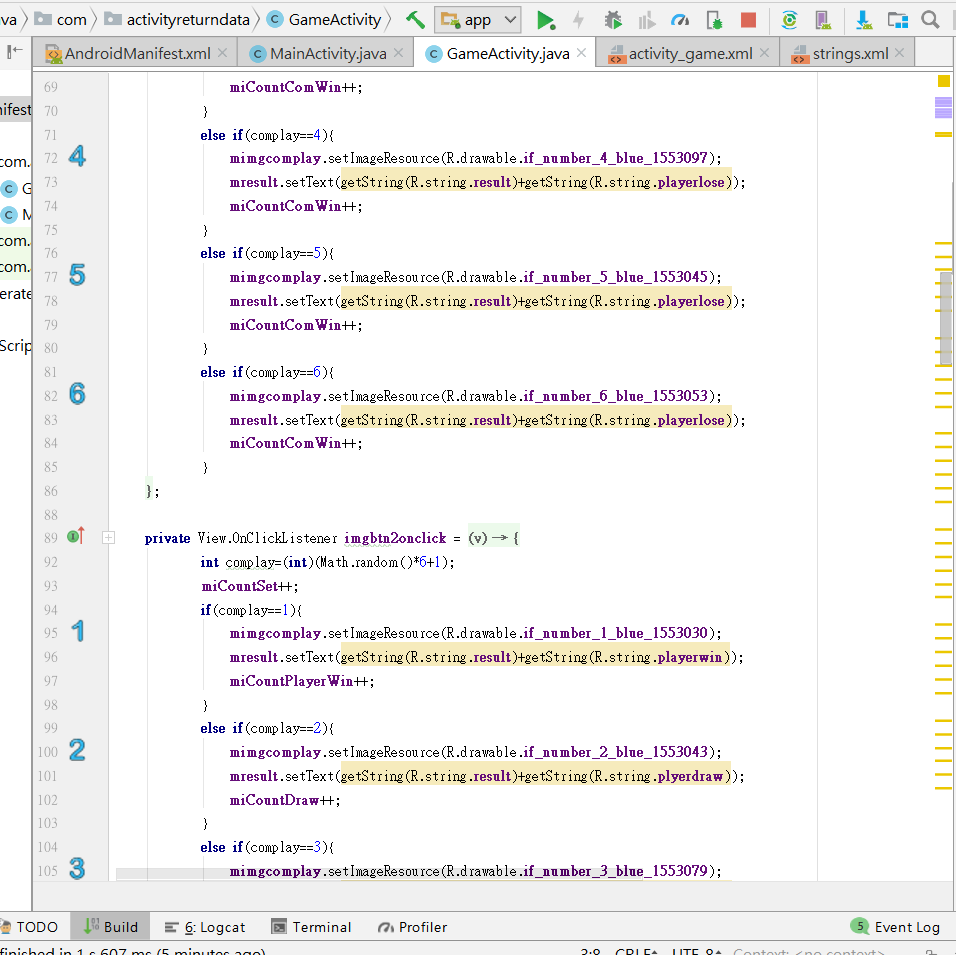 va com activityreturndata GameActivity app
AndroidManifest.xml MainActivity.java GameActivity.java activity_game.xml strings.xml
69 miCountComWin++;
70 }
71 else if(complay==4){
72 mimgcomplay.setImageResource(R.drawable.if_number_4_blue_1553097);
73 mresult.setText(getString(R.string.result)+getString(R.string.playerlose));
74 miCountComWin++;
75 }
76 else if(complay==5){
77 mimgcomplay.setImageResource(R.drawable.if_number_5_blue_1553045);
78 mresult.setText(getString(R.string.result)+getString(R.string.playerlose));
79 miCountComWin++;
80 }
81 else if(complay==6){
82 mimgcomplay.setImageResource(R.drawable.if_number_6_blue_1553053);
83 mresult.setText(getString(R.string.result)+getString(R.string.playerlose));
84 miCountComWin++;
85 }
86 };
88
89 private View.OnClickListener imgbtn2onclick = (v) → {
92 int complay=(int)(Math.random()*6+1);
93 miCountSet++;
94 if(complay==1){
95 mimgcomplay.setImageResource(R.drawable.if_number_1_blue_1553030);
96 mresult.setText(getString(R.string.result)+getString(R.string.playerwin));
97 miCountPlayerWin++;
98 }
99 else if(complay==2){
100 mimgcomplay.setImageResource(R.drawable.if_number_2_blue_1553043);
101 mresult.setText(getString(R.string.result)+getString(R.string.plyerdraw));
102 miCountDraw++;
103 }
104 else if(complay==3){
105 mimgcomplay.setImageResource(R.drawable.if_number_3_blue_1553079);
4
5
6
1
2
3
nifest
com.
G
M
com.
com.
erate
Scrip
TODO Build 6: Logcat Terminal Profiler 5 Event Log
finished in 1 s 607 ms (5 minutes ago) 3:8 CRLF UTF-8 Context: <no context>